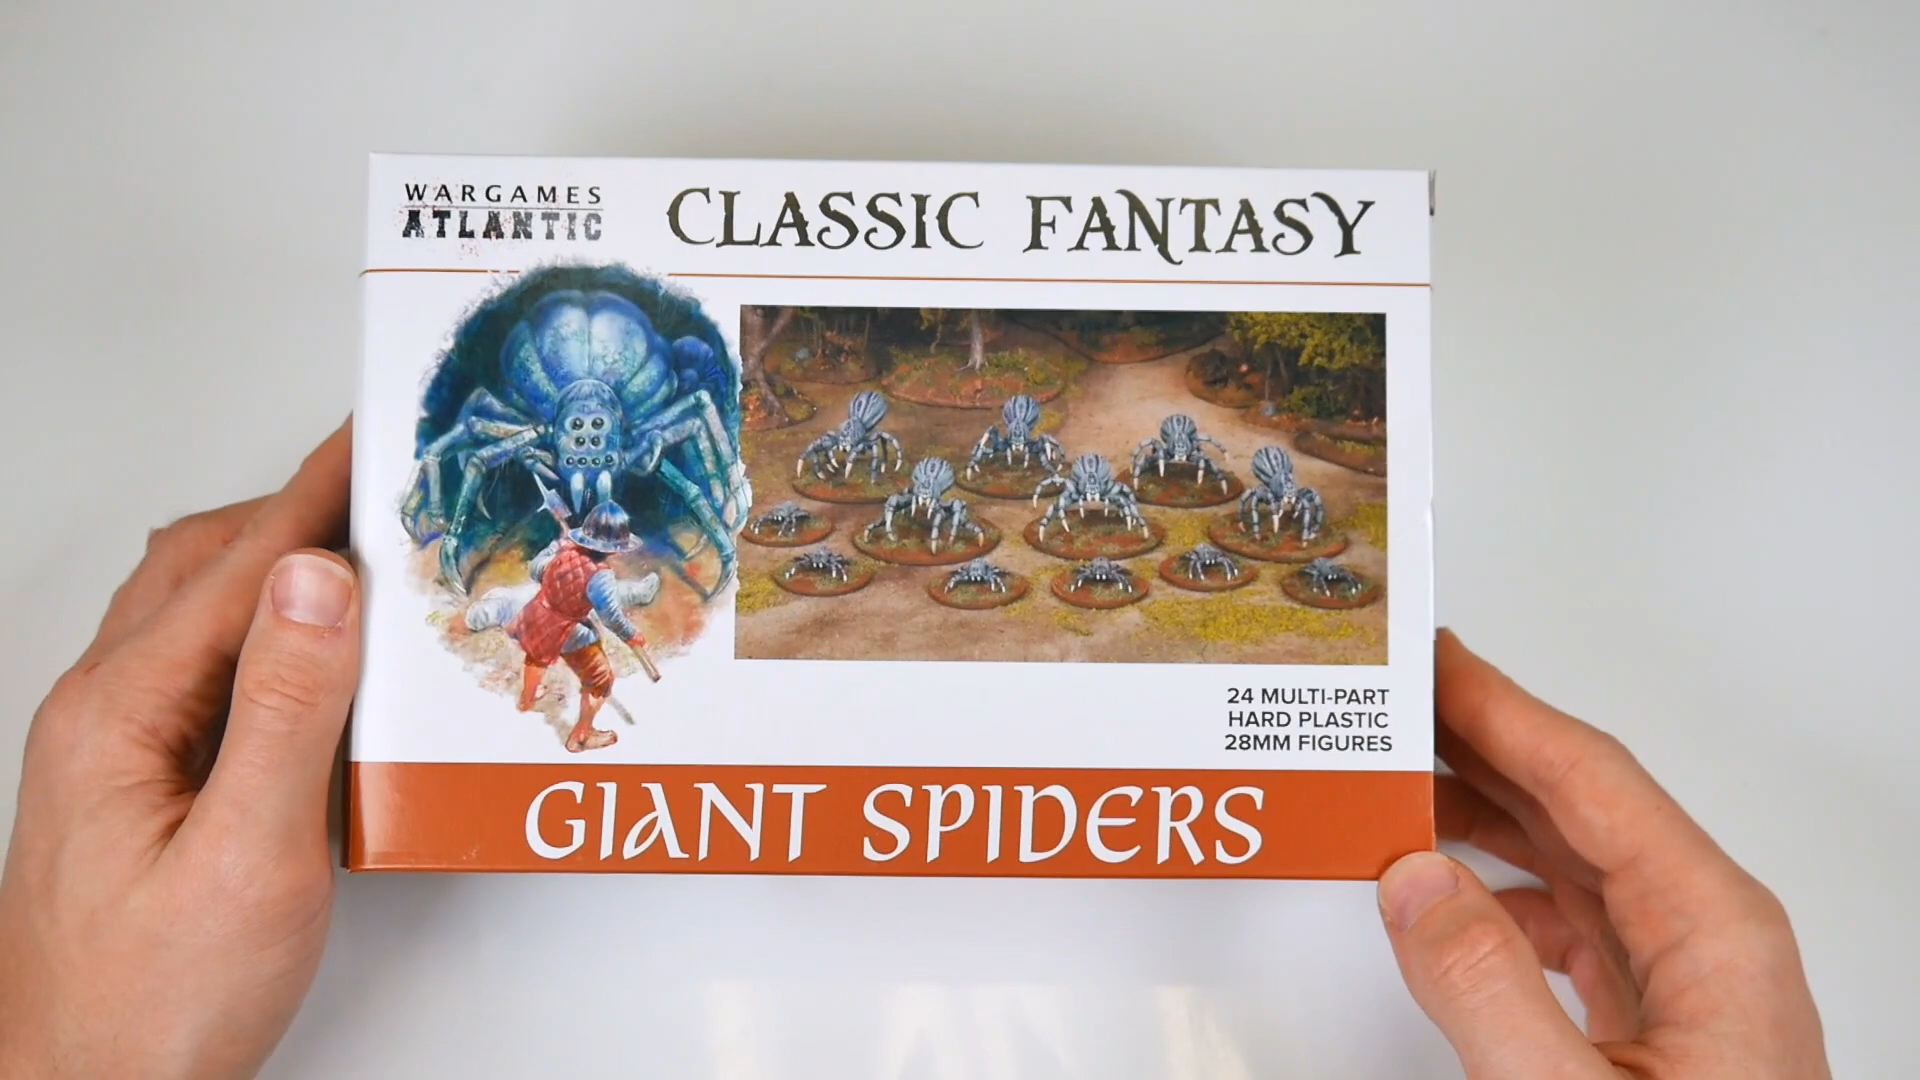 WARGAMES
ATLANTIC
CLASSIC FANTASY
24 MULTI-PART
HARD PLASTIC
28MM FIGURES
GIANT SPIDERS